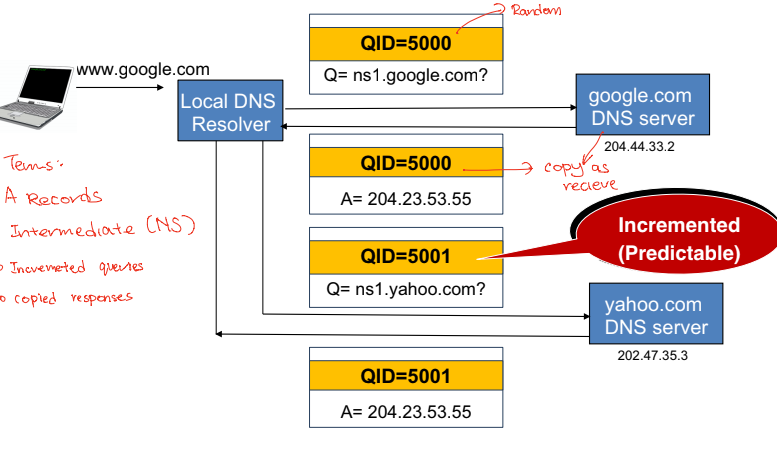 Random
QID=5000
Q= ns1.google.com?
www.google.com
Local DNS
Resolver
google.com
DNS server
204.44.33.2
QID=5000
A= 204.23.53.55
copy as
recieve
Terms:-
A Records
Intermediate (NS)
Incremeted queries
copied responses
Incremented
(Predictable)
QID=5001
Q= ns1.yahoo.com?
yahoo.com
DNS server
202.47.35.3
QID=5001
A= 204.23.53.55